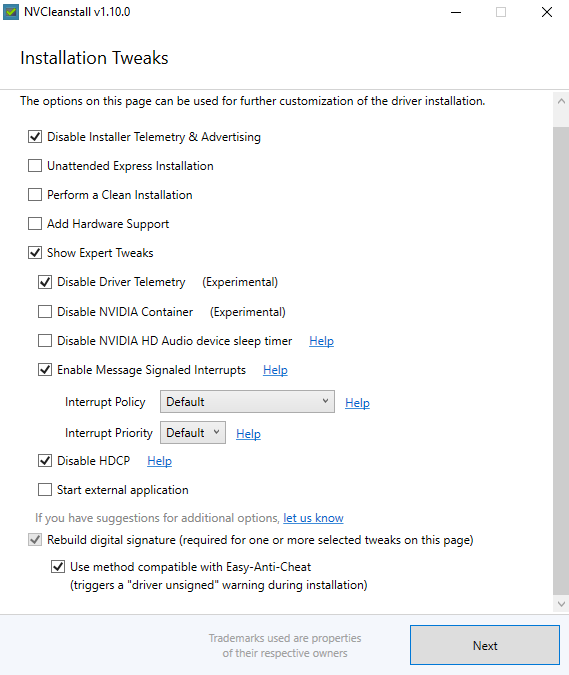 NVCleanstall v1.10.0
Installation Tweaks
The options on this page can be used for further customization of the driver installation.
Disable Installer Telemetry & Advertising
Unattended Express Installation
Perform a Clean Installation
Add Hardware Support
Show Expert Tweaks
Disable Driver Telemetry (Experimental)
Disable NVIDIA Container (Experimental)
Disable NVIDIA HD Audio device sleep timer Help
Enable Message Signaled Interrupts Help
Interrupt Policy Default Help
Interrupt Priority Default Help
Disable HDCP Help
Start external application
If you have suggestions for additional options, let us know
Rebuild digital signature (required for one or more selected tweaks on this page)
Use method compatible with Easy-Anti-Cheat
(triggers a "driver unsigned" warning during installation)
Trademarks used are properties
of their respective owners
Next